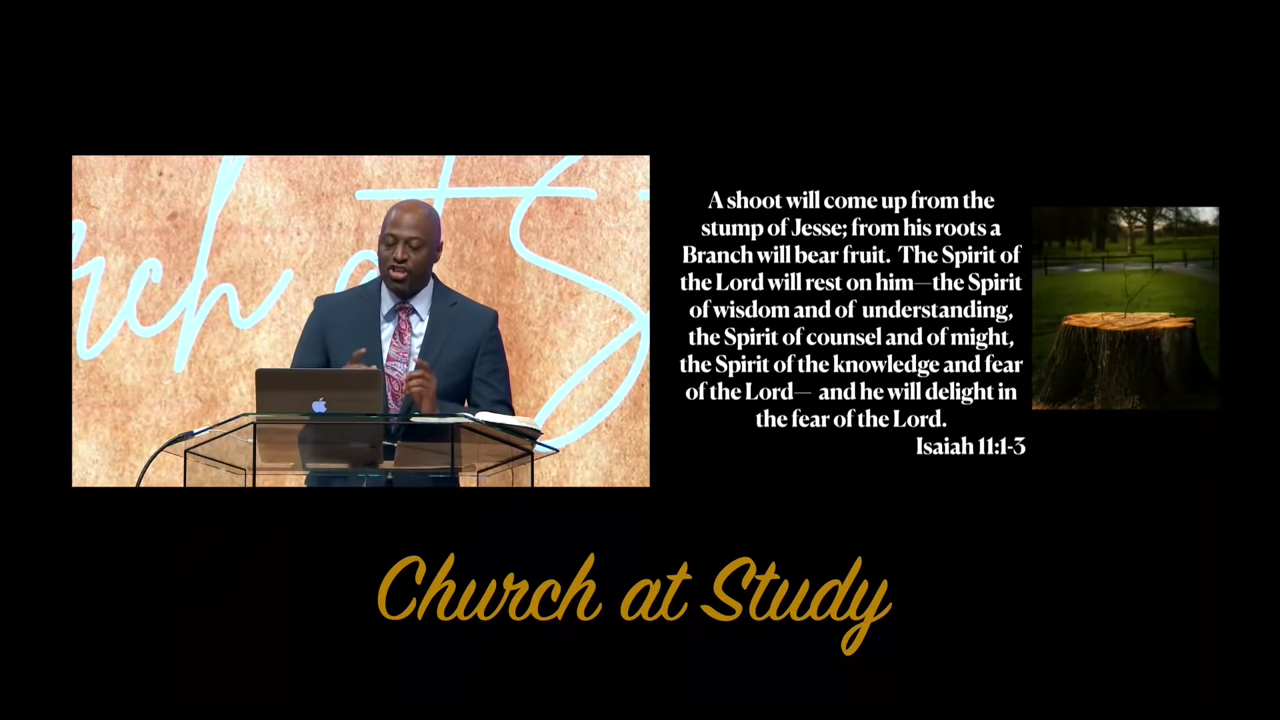 rch at S
A shoot will come up from the
stump of Jesse; from his roots a
Branch will bear fruit. The Spirit of
the Lord will rest on him—the Spirit
of wisdom and of understanding,
the Spirit of counsel and of might,
the Spirit of the knowledge and fear
of the Lord— and he will delight in
the fear of the Lord.
Isaiah 11:1-3
Church at Study